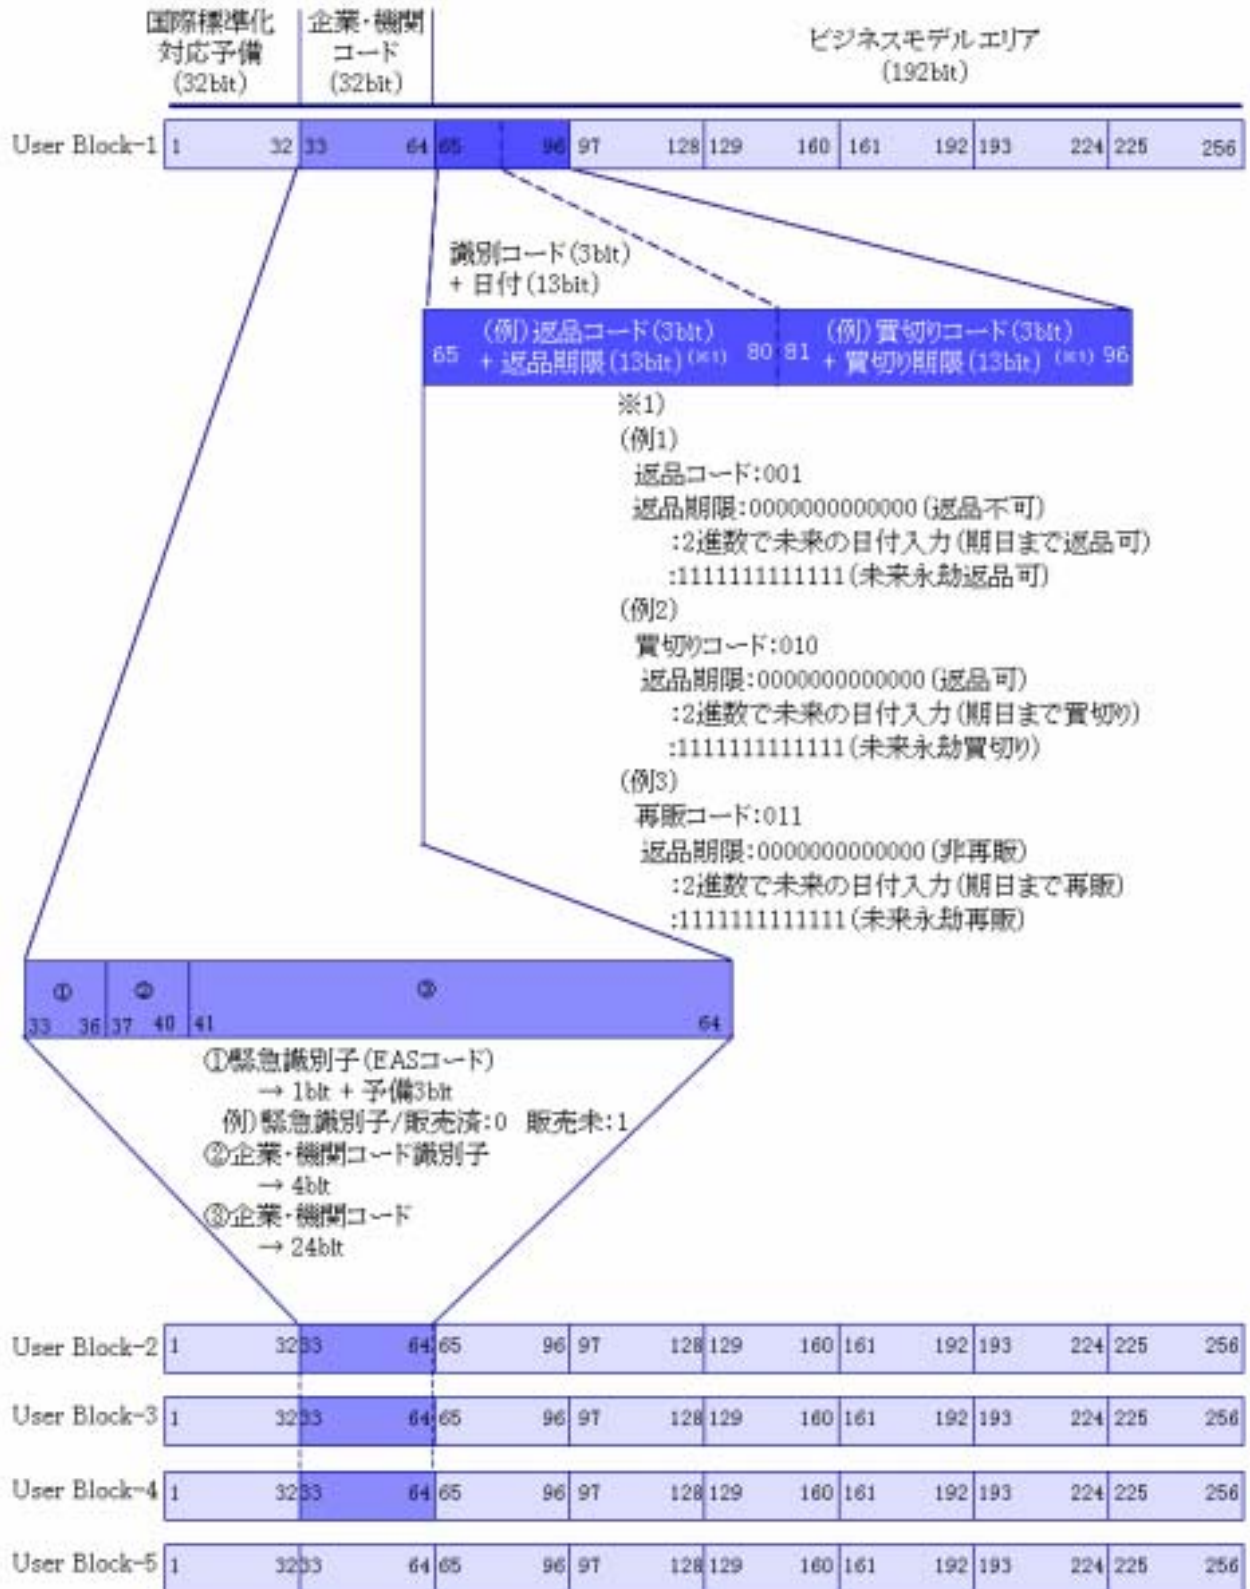 国際標準化
対応予備
(32bit)
企業・機関
コード
(32bit)
ビジネスモデルエリア
(192bit)
User Block-1 1 32 33 64 65 96 97 128 129 160 161 192 193 224 225 256
識別コード(3bit)
+ 日付(13bit)
65 (例)返品コード(3bit)
+ 返品期限(13bit)(※1) 80
81 (例)買切りコード(3bit)
+ 買切り期限(13bit) (※1) 96
※1)
(例1)
返品コード:001
返品期限:0000000000000(返品不可)
:2進数で未来の日付入力(期日まで返品可)
:1111111111111(未来永劫返品可)
(例2)
買切りコード:010
返品期限:0000000000000(返品可)
:2進数で未来の日付入力(期日まで買切り)
:1111111111111(未来永劫買切り)
(例3)
再販コード:011
返品期限:0000000000000(非再販)
:2進数で未来の日付入力(期日まで再販)
:1111111111111(未来永劫再販)
① ② ③
33 36 37 40 41 64
①緊急識別子(EASコード)
→ 1bit + 予備3bit
例)緊急識別子/販売済:0 販売未:1
②企業・機関コード識別子
→ 4bit
③企業・機関コード
→ 24bit
User Block-2 1 32 33 64 65 96 97 128 129 160 161 192 193 224 225 256
User Block-3 1 32 33 64 65 96 97 128 129 160 161 192 193 224 225 256
User Block-4 1 32 33 64 65 96 97 128 129 160 161 192 193 224 225 256
User Block-5 1 32 33 64 65 96 97 128 129 160 161 192 193 224 225 256